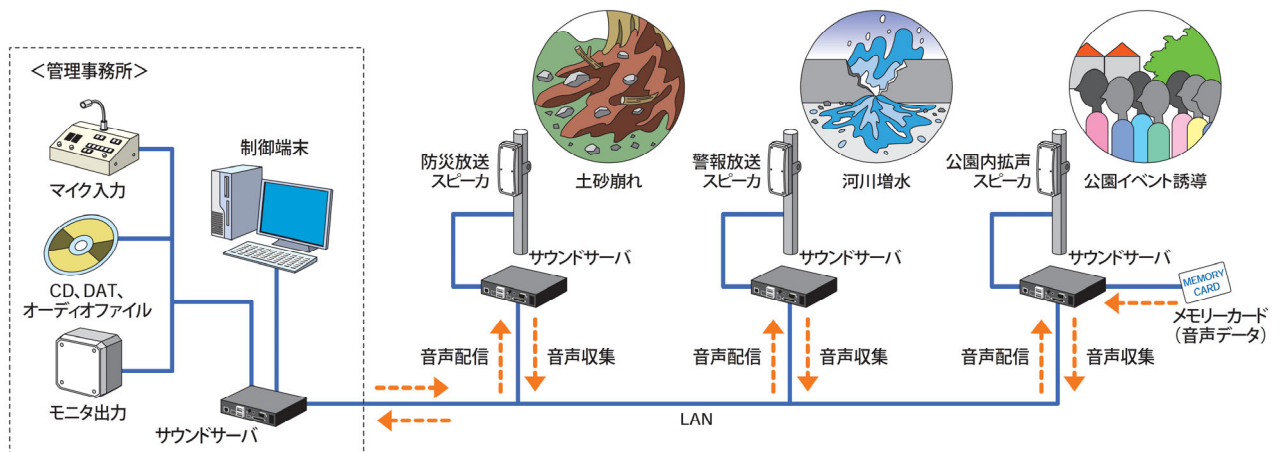 ＜管理事務所＞
マイク入力
制御端末
CD、DAT、
オーディオファイル
モニタ出力
サウンドサーバ
防災放送
スピーカ
土砂崩れ
サウンドサーバ
音声配信
音声収集
警報放送
スピーカ
河川増水
サウンドサーバ
音声配信
音声収集
公園内拡声
スピーカ
公園イベント誘導
サウンドサーバ
MEMORY
CARD
メモリーカード
（音声データ）
音声配信
音声収集
LAN